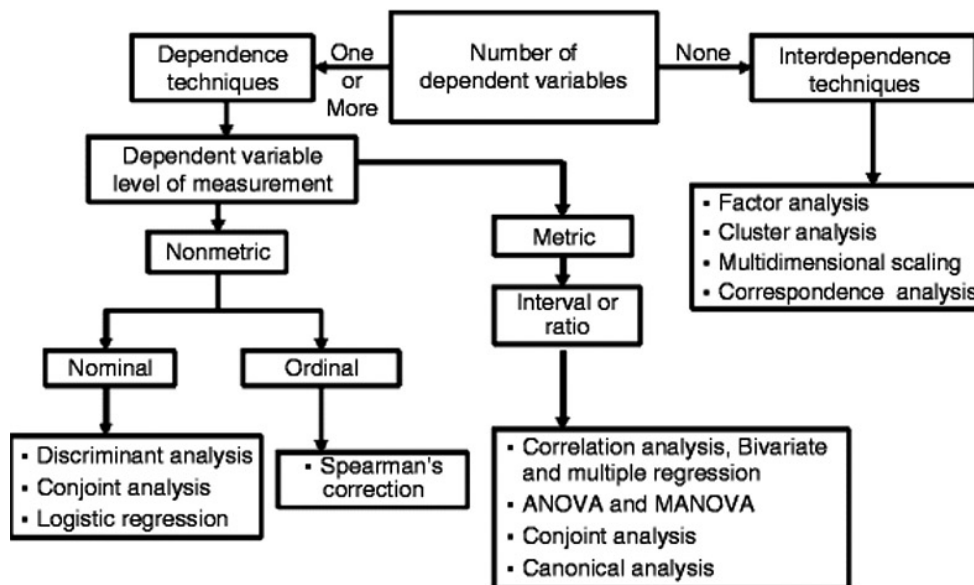 Dependence
techniques
One
or
More
Number of
dependent variables
None
Interdependence
techniques
Dependent variable
level of measurement
▪ Factor analysis
▪ Cluster analysis
▪ Multidimensional scaling
▪ Correspondence analysis
Nonmetric
Metric
Interval or
ratio
Nominal
Ordinal
▪ Discriminant analysis
▪ Conjoint analysis
▪ Logistic regression
▪ Spearman's
correction
▪ Correlation analysis, Bivariate
and multiple regression
▪ ANOVA and MANOVA
▪ Conjoint analysis
▪ Canonical analysis